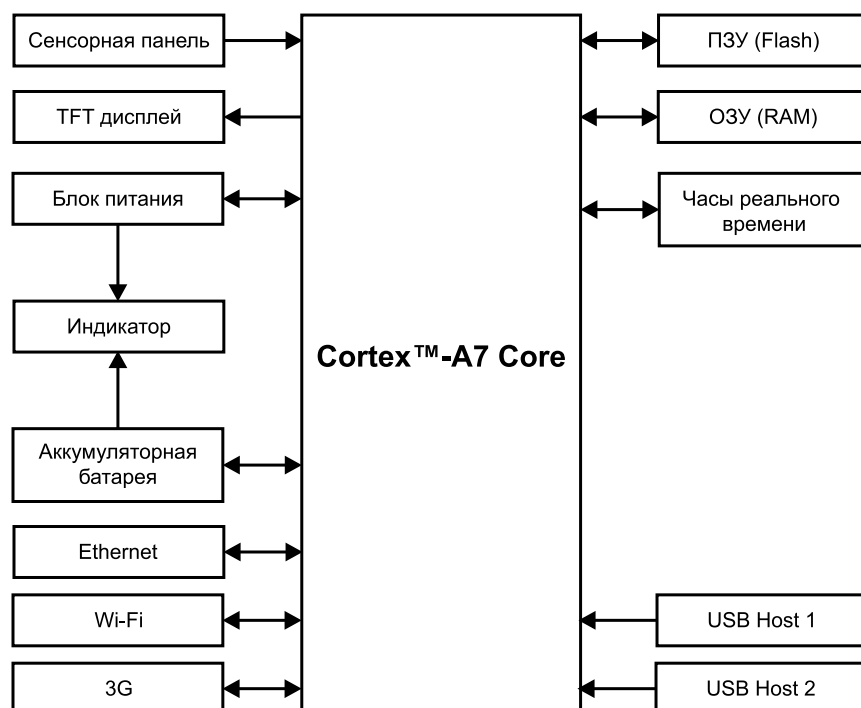 Сенсорная панель
TFT дисплей
Блок питания
Индикатор
Аккумуляторная
батарея
Ethernet
Wi-Fi
3G
Cortex™-A7 Core
ПЗУ (Flash)
ОЗУ (RAM)
Часы реального
времени
USB Host 1
USB Host 2